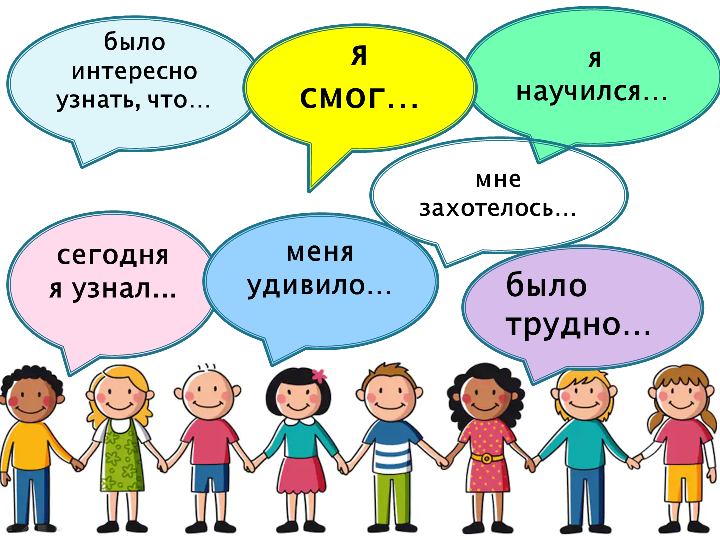 было
интересно
узнать, что…
я
смог…
я
научился…
мне
захотелось…
сегодня
я узнал...
меня
удивило…
было
трудно…